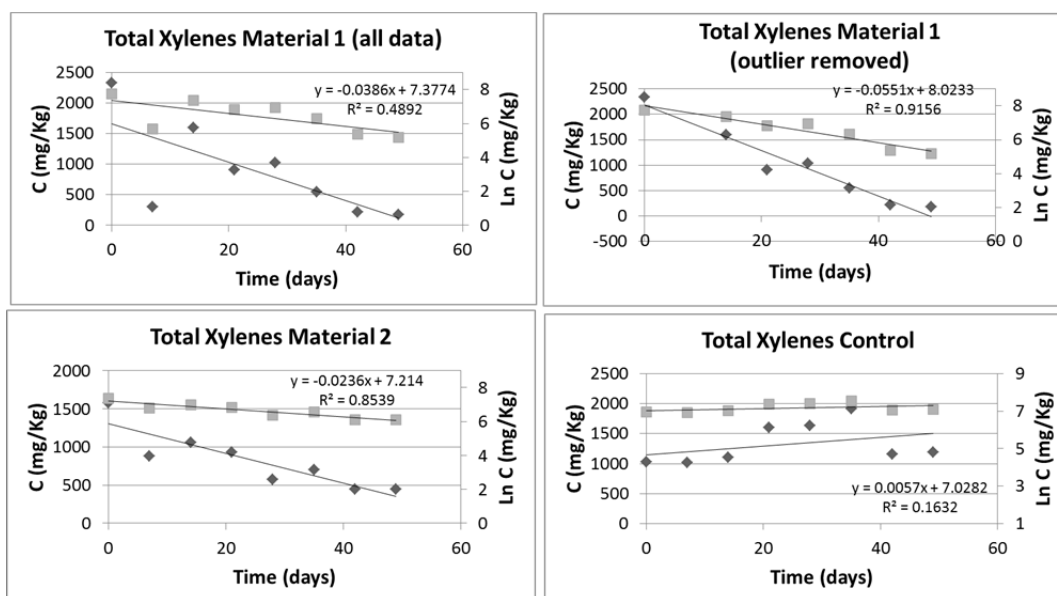 Total Xylenes Material 1 (all data)
2500
2000
1500
1000
500
0
C (mg/Kg)
y = -0.0386x + 7.3774
R² = 0.4892
8
6
4
2
0
Ln C (mg/Kg)
0 20 40 60
Time (days)
Total Xylenes Material 1
(outlier removed)
2500
2000
1500
1000
500
0
-500
C (mg/Kg)
y = -0.0551x + 8.0233
R² = 0.9156
8
6
4
2
0
Ln C (mg/Kg)
0 20 40 60
Time (days)
Total Xylenes Material 2
2000
1500
1000
500
0
C (mg/Kg)
y = -0.0236x + 7.214
R² = 0.8539
8
6
4
2
0
Ln C (mg/Kg)
0 20 40 60
Time (days)
Total Xylenes Control
2500
2000
1500
1000
500
0
C (mg/Kg)
y = 0.0057x + 7.0282
R² = 0.1632
9
7
5
3
1
Ln C (mg/Kg)
0 20 40 60
Time (days)